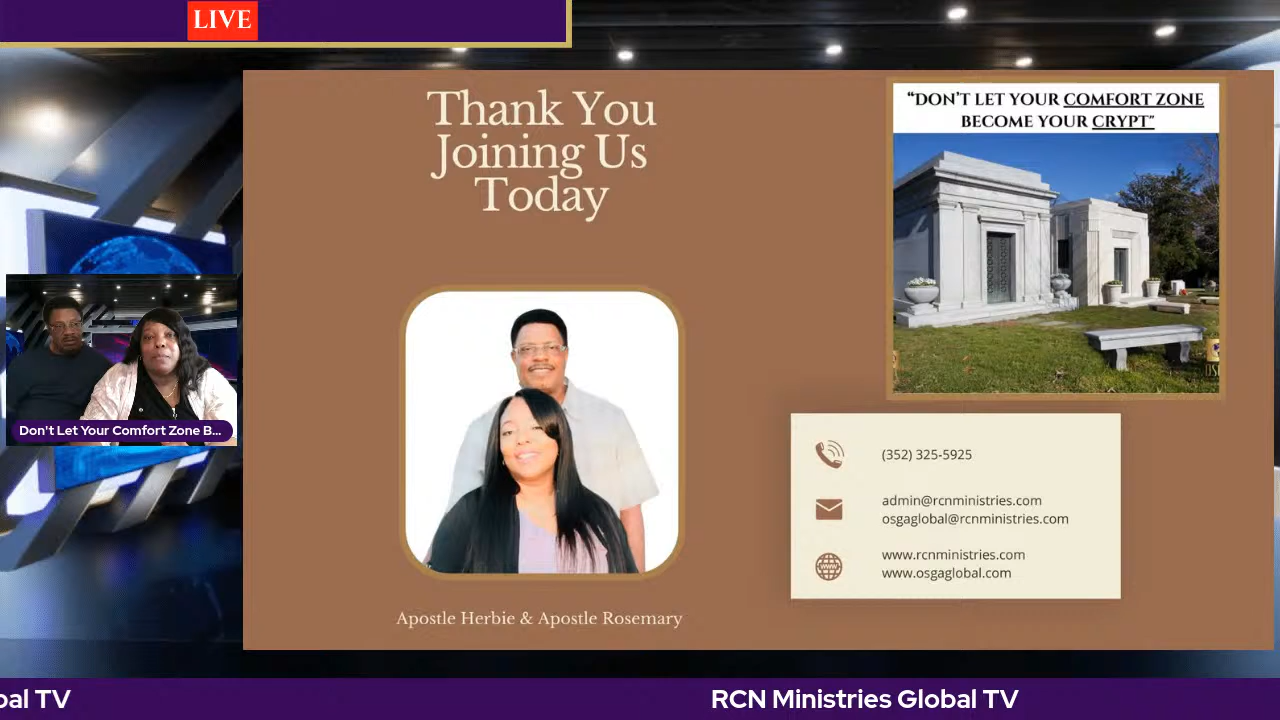 LIVE
Thank You
Joining Us
Today
“DON’T LET YOUR COMFORT ZONE
BECOME YOUR CRYPT”
Don't Let Your Comfort Zone B...
(352) 325-5925
admin@rcnministries.com
osgaglobal@rcnministries.com
www
www.rcnministries.com
www.osgaglobal.com
Apostle Herbie & Apostle Rosemary
bal TV
RCN Ministries Global TV